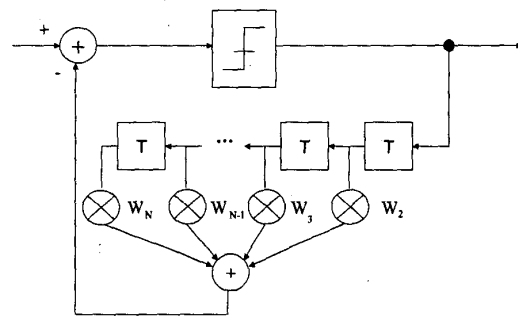 +
+
-
T
...
T
T
W_N
W_{N-1}
W_3
W_2
+